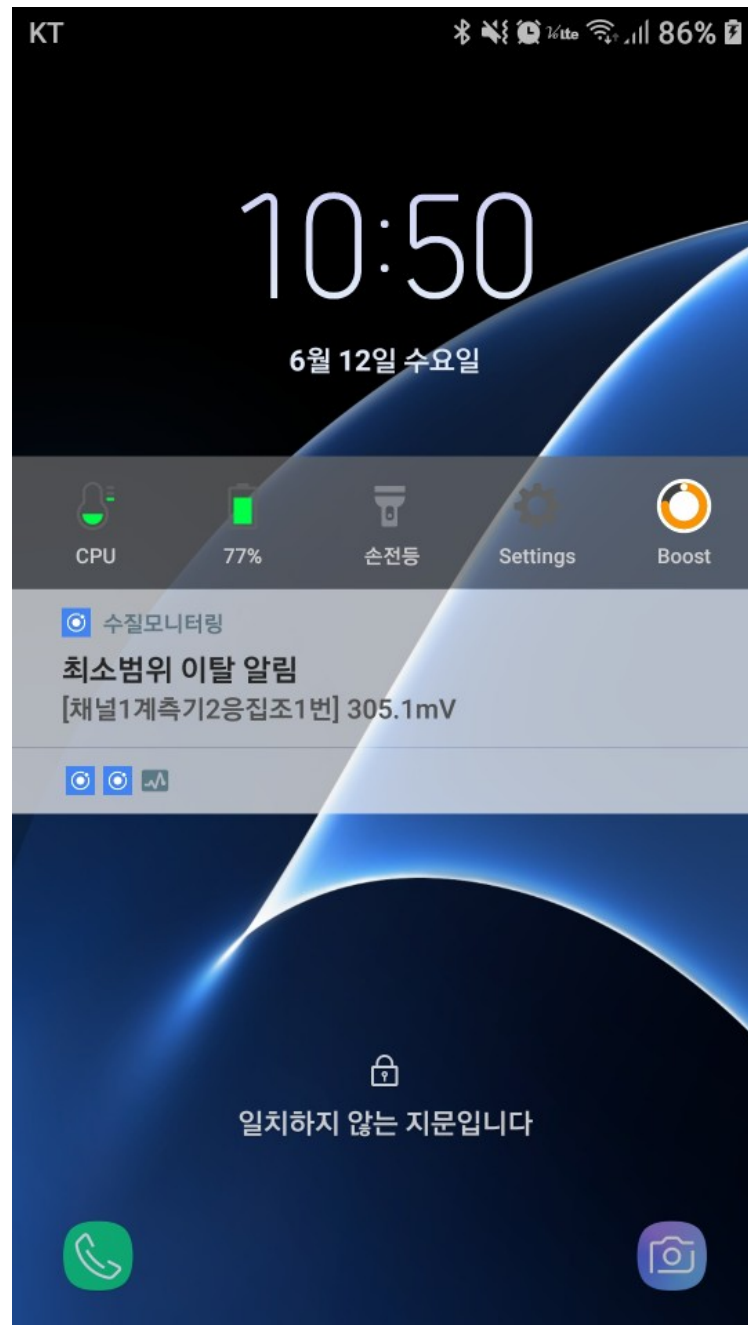 KT
86%
10:50
6월 12일 수요일
CPU
77%
손전등
Settings
Boost
수질모니터링
최소범위 이탈 알림
[채널1계측기2응집조1번] 305.1mV
일치하지 않는 지문입니다